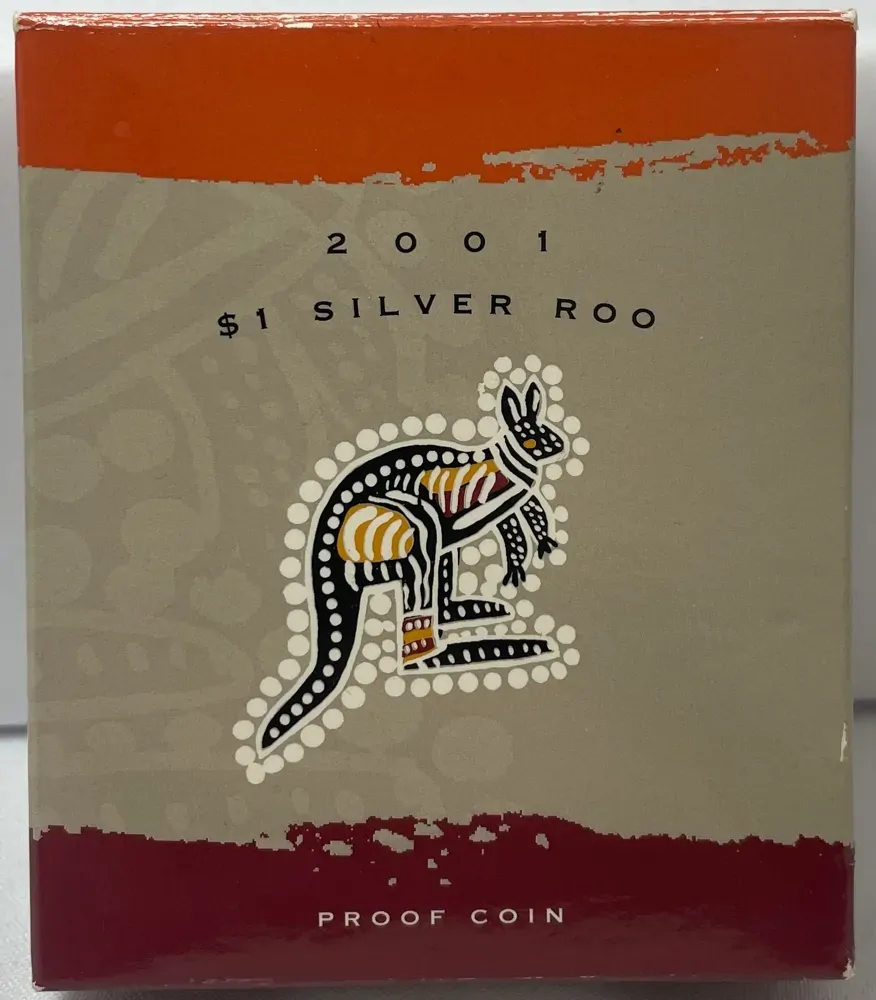 2001
$1 SILVER ROO
PROOF COIN